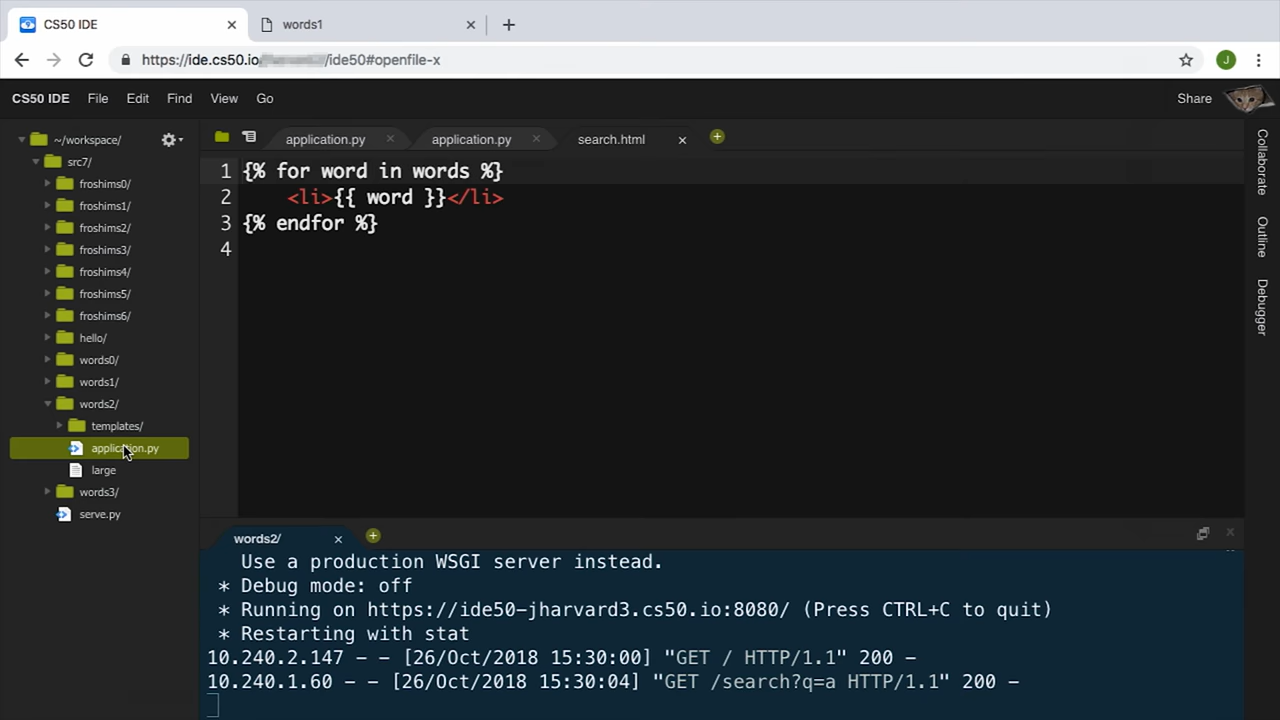 CS50 IDE
words1
https://ide.cs50.io/ /ide50#openfile-x
J
CS50 IDE File Edit Find View Go
Share
~/workspace/
src7/
froshims0/
froshims1/
froshims2/
froshims3/
froshims4/
froshims5/
froshims6/
hello/
words0/
words1/
words2/
templates/
application.py
large
words3/
serve.py
application.py
application.py
search.html
1 {% for word in words %}
2 <li>{{ word }}</li>
3 {% endfor %}
4
Collaborate
Outline
Debugger
words2/
Use a production WSGI server instead.
* Debug mode: off
* Running on https://ide50-jharvard3.cs50.io:8080/ (Press CTRL+C to quit)
* Restarting with stat
10.240.2.147 – – [26/Oct/2018 15:30:00] "GET / HTTP/1.1" 200 –
10.240.1.60 – – [26/Oct/2018 15:30:04] "GET /search?q=a HTTP/1.1" 200 –